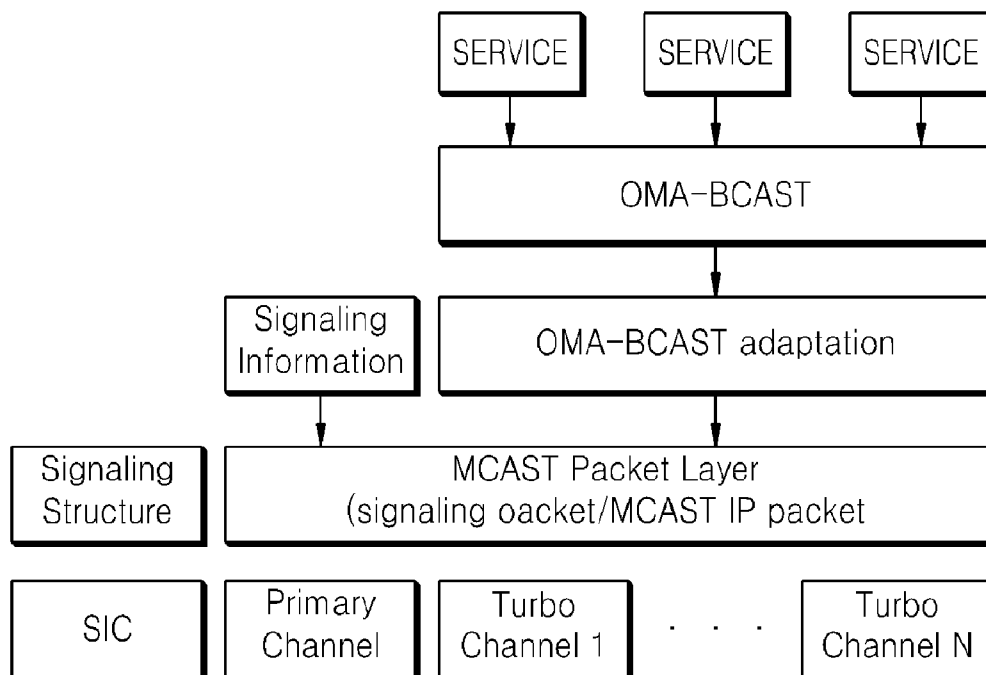 SERVICE
SERVICE
SERVICE
OMA-BCAST
Signaling
Information
OMA-BCAST adaptation
Signaling
Structure
MCAST Packet Layer
(signaling oacket/MCAST IP packet
SIC
Primary
Channel
Turbo
Channel 1
. . .
Turbo
Channel N